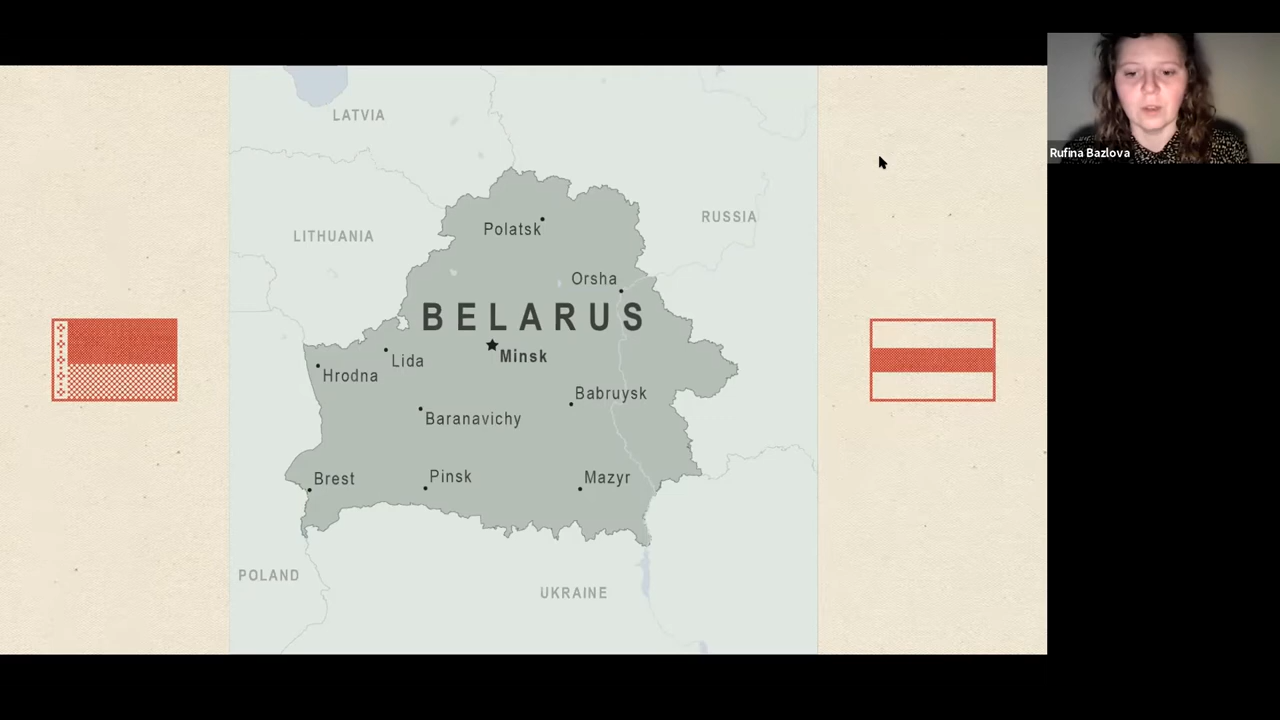 LATVIA
RUSSIA
LITHUANIA
Polatsk
Orsha
BELARUS
Minsk
Lida
Hrodna
Babruysk
Baranavichy
Brest
Pinsk
Mazyr
POLAND
UKRAINE
Rufina Bazlova